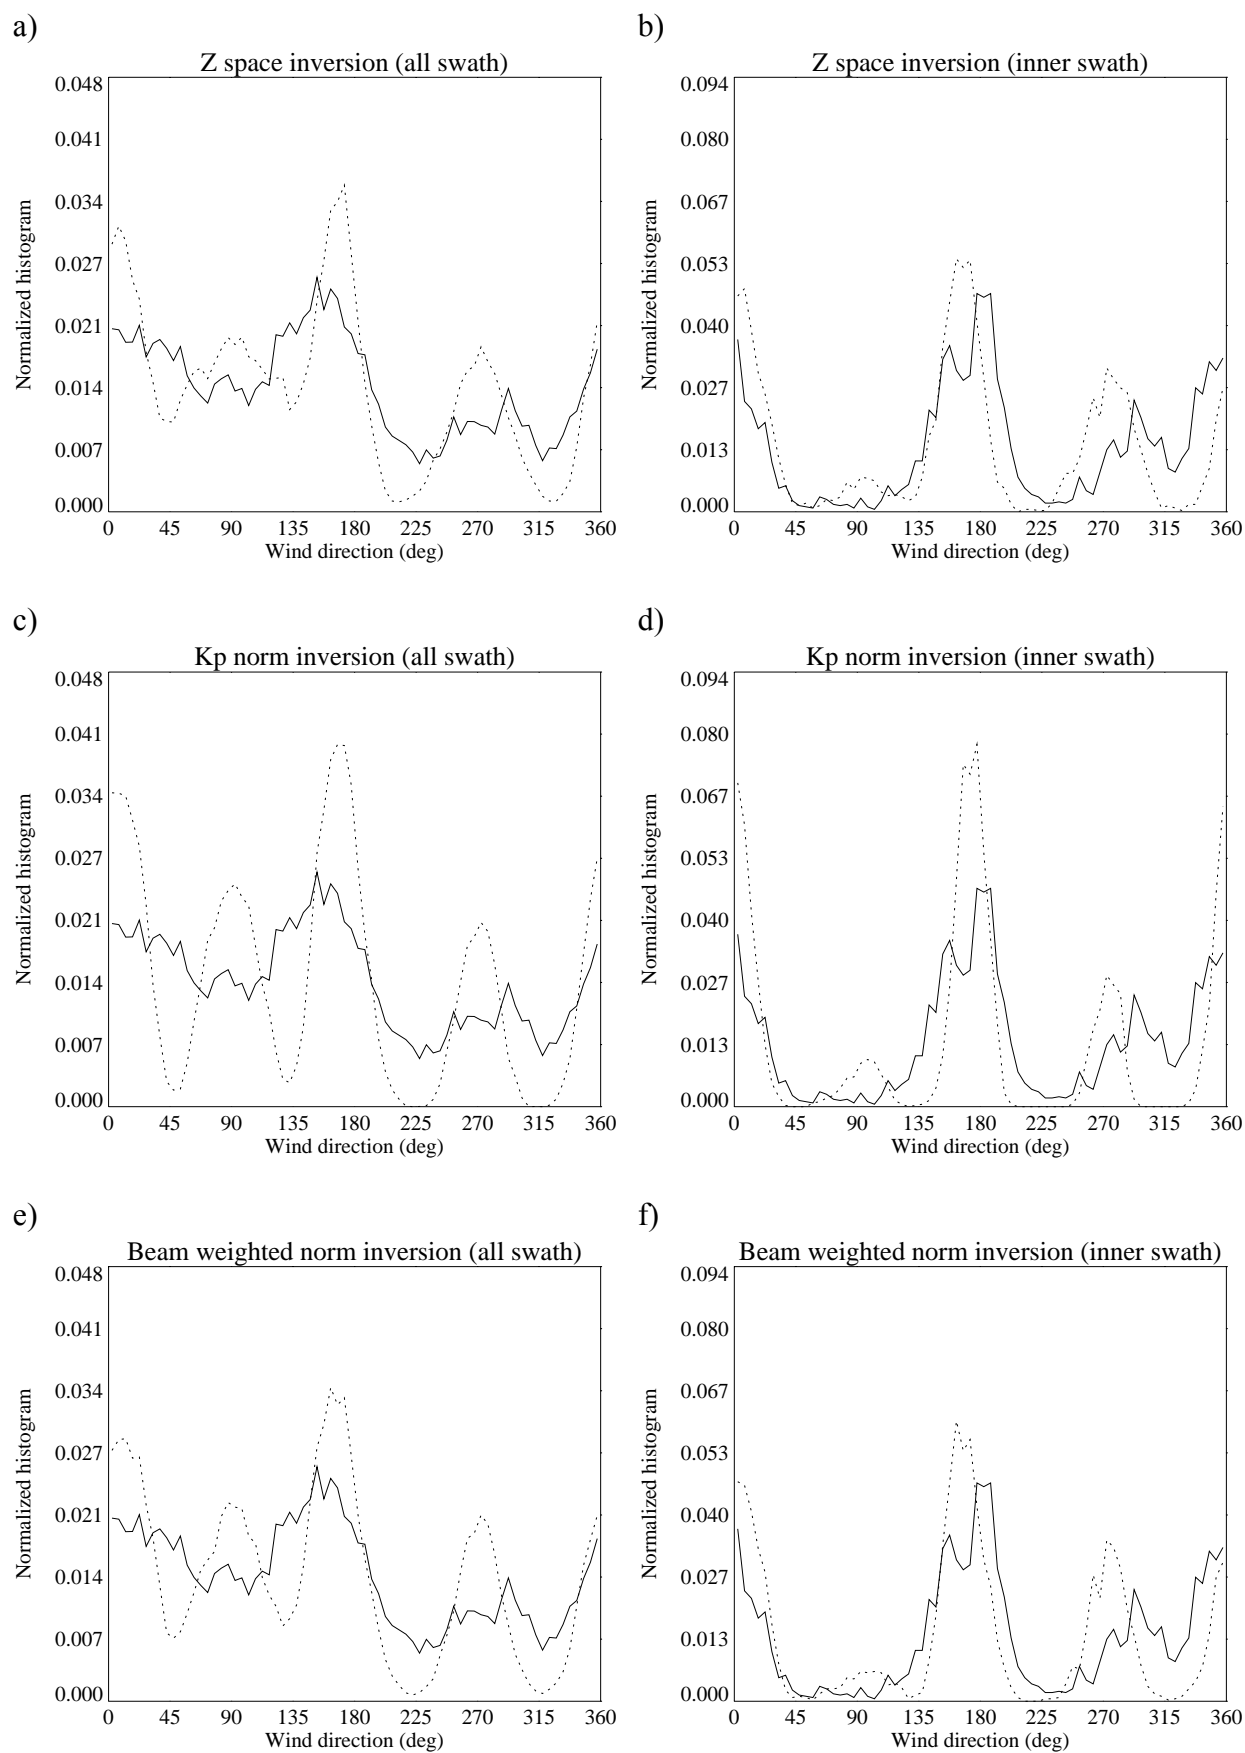 a)
Z space inversion (all swath)
Normalized histogram
0.048
0.041
0.034
0.027
0.021
0.014
0.007
0.000
0 45 90 135 180 225 270 315 360
Wind direction (deg)
b)
Z space inversion (inner swath)
Normalized histogram
0.094
0.080
0.067
0.053
0.040
0.027
0.013
0.000
0 45 90 135 180 225 270 315 360
Wind direction (deg)
c)
Kp norm inversion (all swath)
Normalized histogram
0.048
0.041
0.034
0.027
0.021
0.014
0.007
0.000
0 45 90 135 180 225 270 315 360
Wind direction (deg)
d)
Kp norm inversion (inner swath)
Normalized histogram
0.094
0.080
0.067
0.053
0.040
0.027
0.013
0.000
0 45 90 135 180 225 270 315 360
Wind direction (deg)
e)
Beam weighted norm inversion (all swath)
Normalized histogram
0.048
0.041
0.034
0.027
0.021
0.014
0.007
0.000
0 45 90 135 180 225 270 315 360
Wind direction (deg)
f)
Beam weighted norm inversion (inner swath)
Normalized histogram
0.094
0.080
0.067
0.053
0.040
0.027
0.013
0.000
0 45 90 135 180 225 270 315 360
Wind direction (deg)